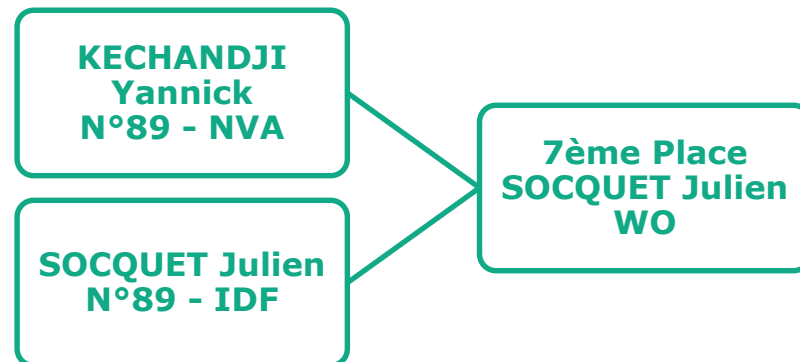 KECHANDJI
Yannick
N°89 - NVA
SOCQUET Julien
N°89 - IDF
7ème Place
SOCQUET Julien
WO